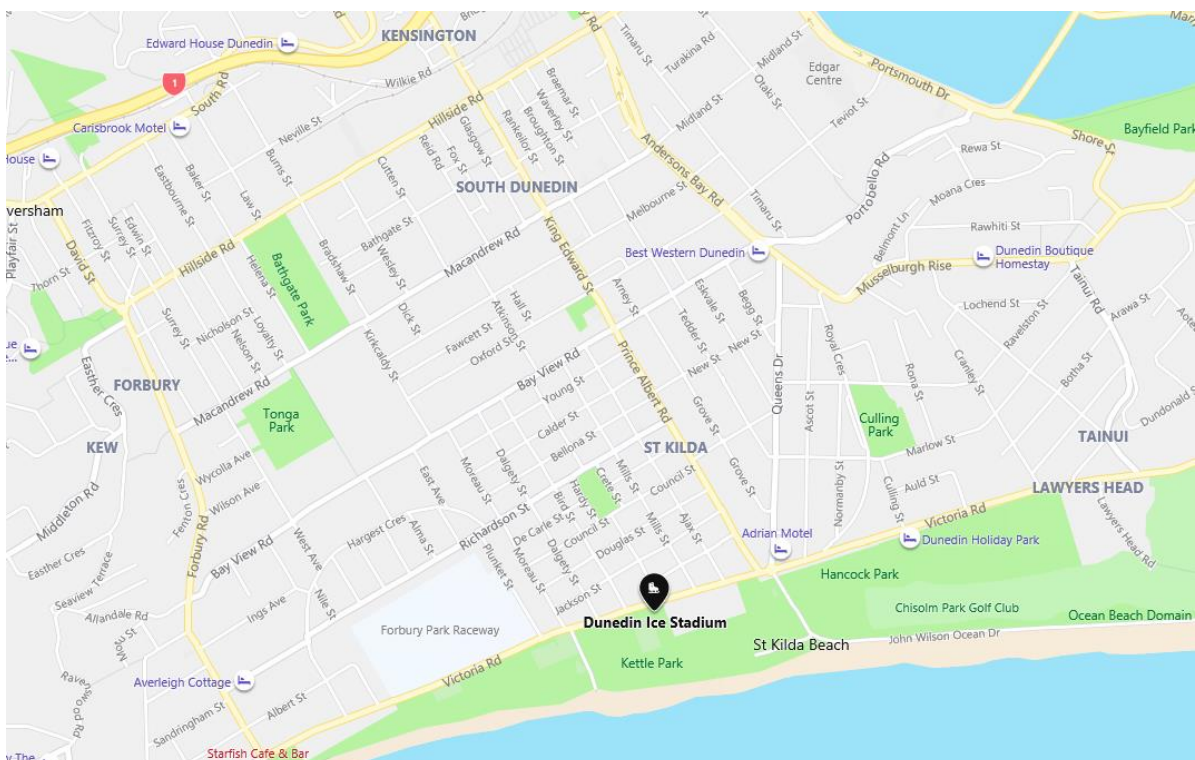 KENSINGTON
Edward House Dunedin
1
South Rd
Wilkie Rd
Timaru St
Turakina Rd
Midland St
Otaki St
Edgar
Centre
Portsmouth Dr
Teviot St
Midland St
Carisbrook Motel
Neville St
Hillside Rd
Braemar St
Waverley St
Broughton St
Rankeilor St
Glasgow St
Fox St
Reid Rd
Cutten St
Andersons Bay Rd
Shore St
Bayfield Park
Rewa St
Moana Cres
Portobello Rd
House
Burns St
Baker St
Eastbourne St
Law St
SOUTH DUNEDIN
Melbourne St
Timaru St
Belmont Ln
Rawhiti St
versham
Playfair St
David St
Fitzroy St
Surrey St
Edwin St
Hillside Rd
Helena St
Bathgate Park
Bradshaw St
Bathgate St
Wesley St
Macandrew Rd
King Edward St
Best Western Dunedin
Dunedin Boutique
Homestay
Musselburgh Rise
Tainui Rd
Thorn St
Surrey St
Nicholson St
Nelson St
Loyalty St
Kirkcaldy St
Dick St
Fawcett St
Atkinson St
Hall St
Oxford St
Arney St
Eskvale St
Begg St
Tedder St
New St
New St
Lochend St
Ravelston St
Arawa St
Royal Cres
Rona St
Cranley St
Botha St
Easther Cres
FORBURY
Macandrew Rd
Bay View Rd
Young St
Prince Albert Rd
Queens Dr
Ascot St
Grove St
Tonga
Park
Calder St
Bellona St
ST KILDA
Culling
Park
Dundonald St
KEW
TAINUI
Marlow St
Middleton Rd
Wycolla Ave
Wilson Ave
Fenton Cres
Forbury Rd
East Ave
Moreau St
Dalgety St
Mills St
Crete St
Council St
Grove St
Normanby St
Culling St
Auld St
LAWYERS HEAD
Bay View Rd
Hargest Cres
Alma St
Richardson St
Bird St
Hardy St
De Carle St
Council St
Mills St
Ajax St
Victoria Rd
Lawyers Head Rd
Easther Cres
Seaview Terrace
Allandale Rd
West Ave
Nile St
Plunket St
Moreau St
Dalgety St
Douglas St
Adrian Motel
Dunedin Holiday Park
Hancock Park
Ings Ave
Jackson St
Chisolm Park Golf Club
Ocean Beach Domain
Forbury Park Raceway
Dunedin Ice Stadium
John Wilson Ocean Dr
St Kilda Beach
Victoria Rd
Kettle Park
Averleigh Cottage
Albert St
Sandringham St
Starfish Cafe & Bar